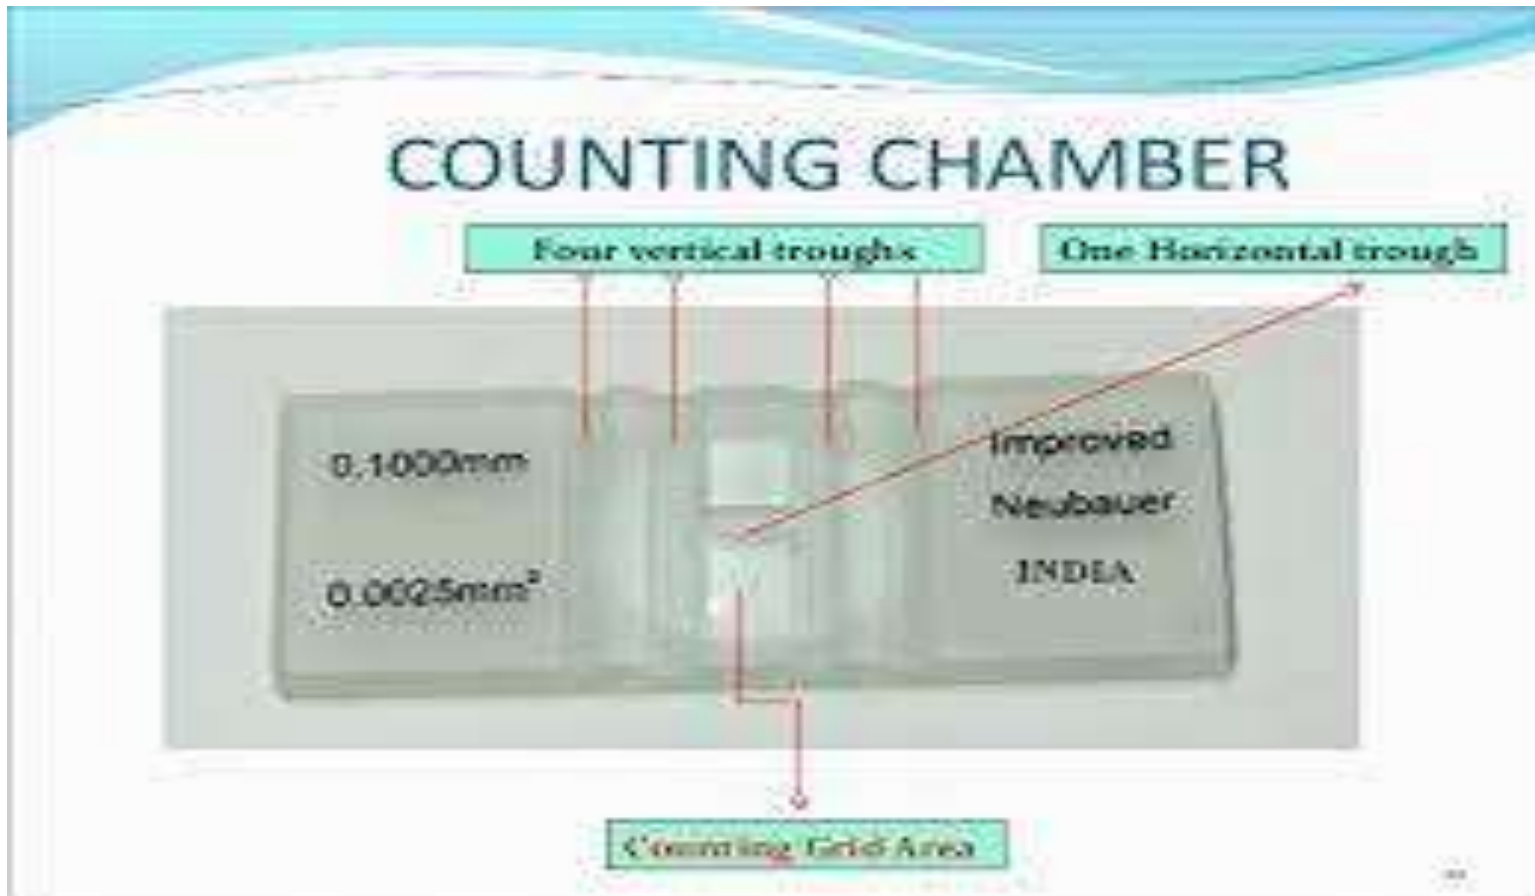 COUNTING CHAMBER
Four vertical troughs
One Horizontal trough
0.1000mm
Improved
Neubauer
0.0025mm²
INDIA
Counting Grid Area